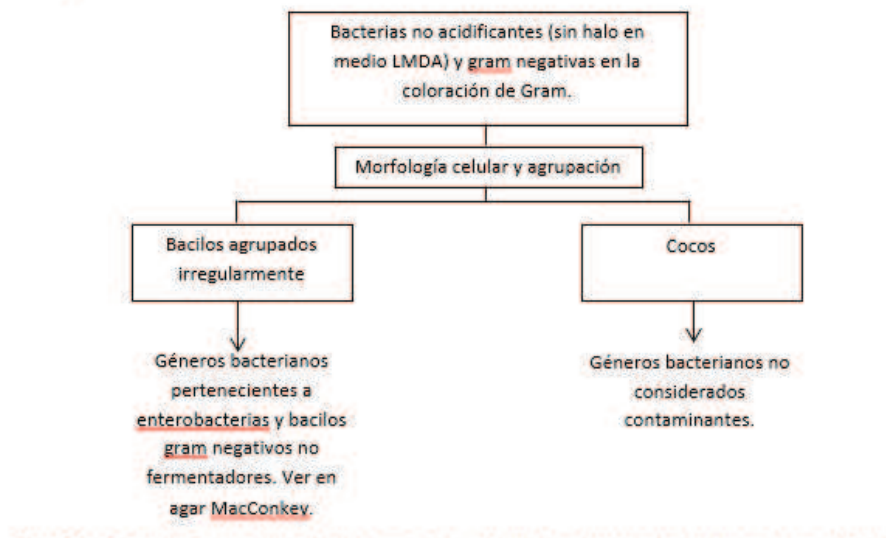 Bacterias no acidificantes (sin halo en
medio LMDA) y gram negativas en la
coloración de Gram.
Morfología celular y agrupación
Bacilos agrupados
irregularmente
Cocos
Géneros bacterianos
pertenecientes a
enterobacterias y bacilos
gram negativos no
fermentadores. Ver en
agar MacConkey.
Géneros bacterianos no
considerados
contaminantes.